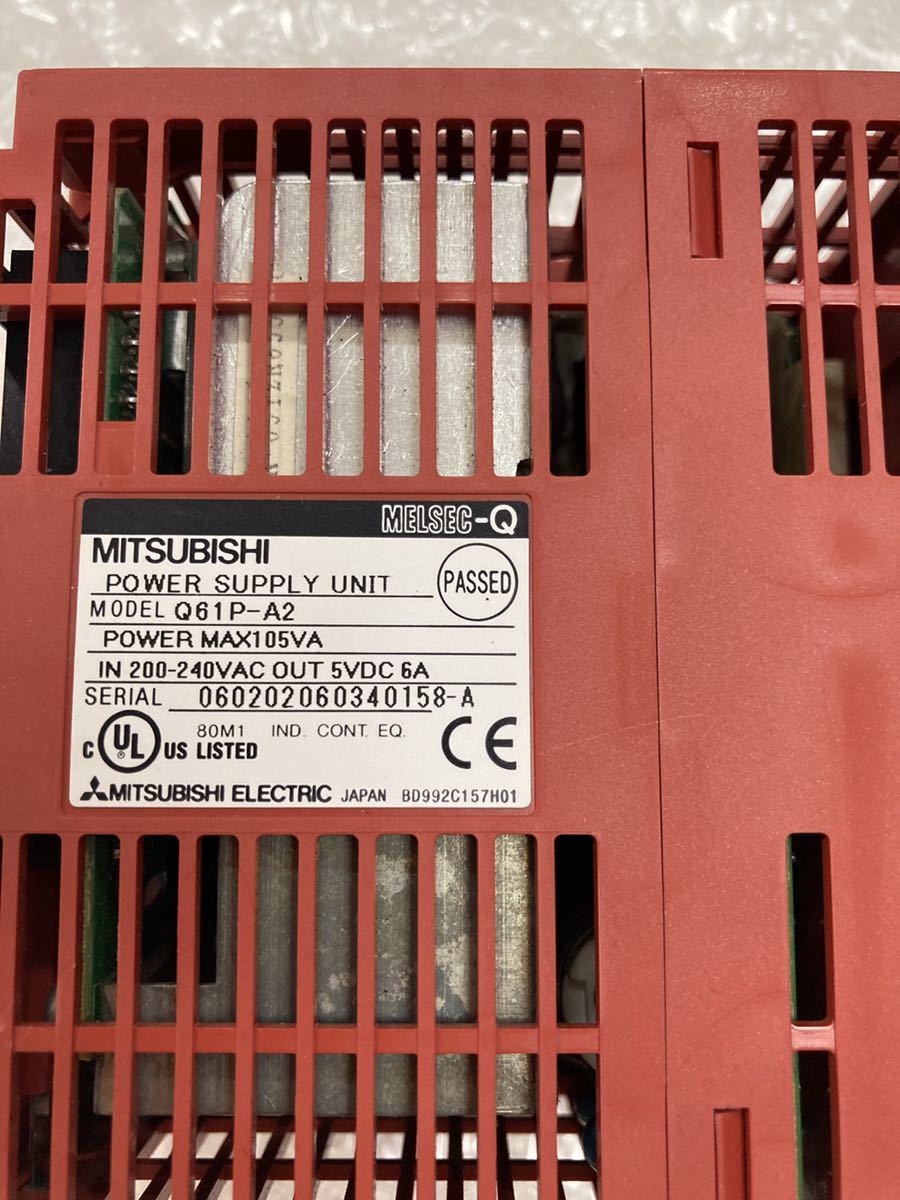 MELSEC-Q
MITSUBISHI
POWER SUPPLY UNIT
PASSED
MODEL Q61P-A2
POWER MAX105VA
IN 200-240VAC OUT 5VDC 6A
SERIAL 060202060340158-A
C UL ® US LISTED 80M1 IND. CONT. EQ. CE
MITSUBISHI ELECTRIC JAPAN BD992C157H01